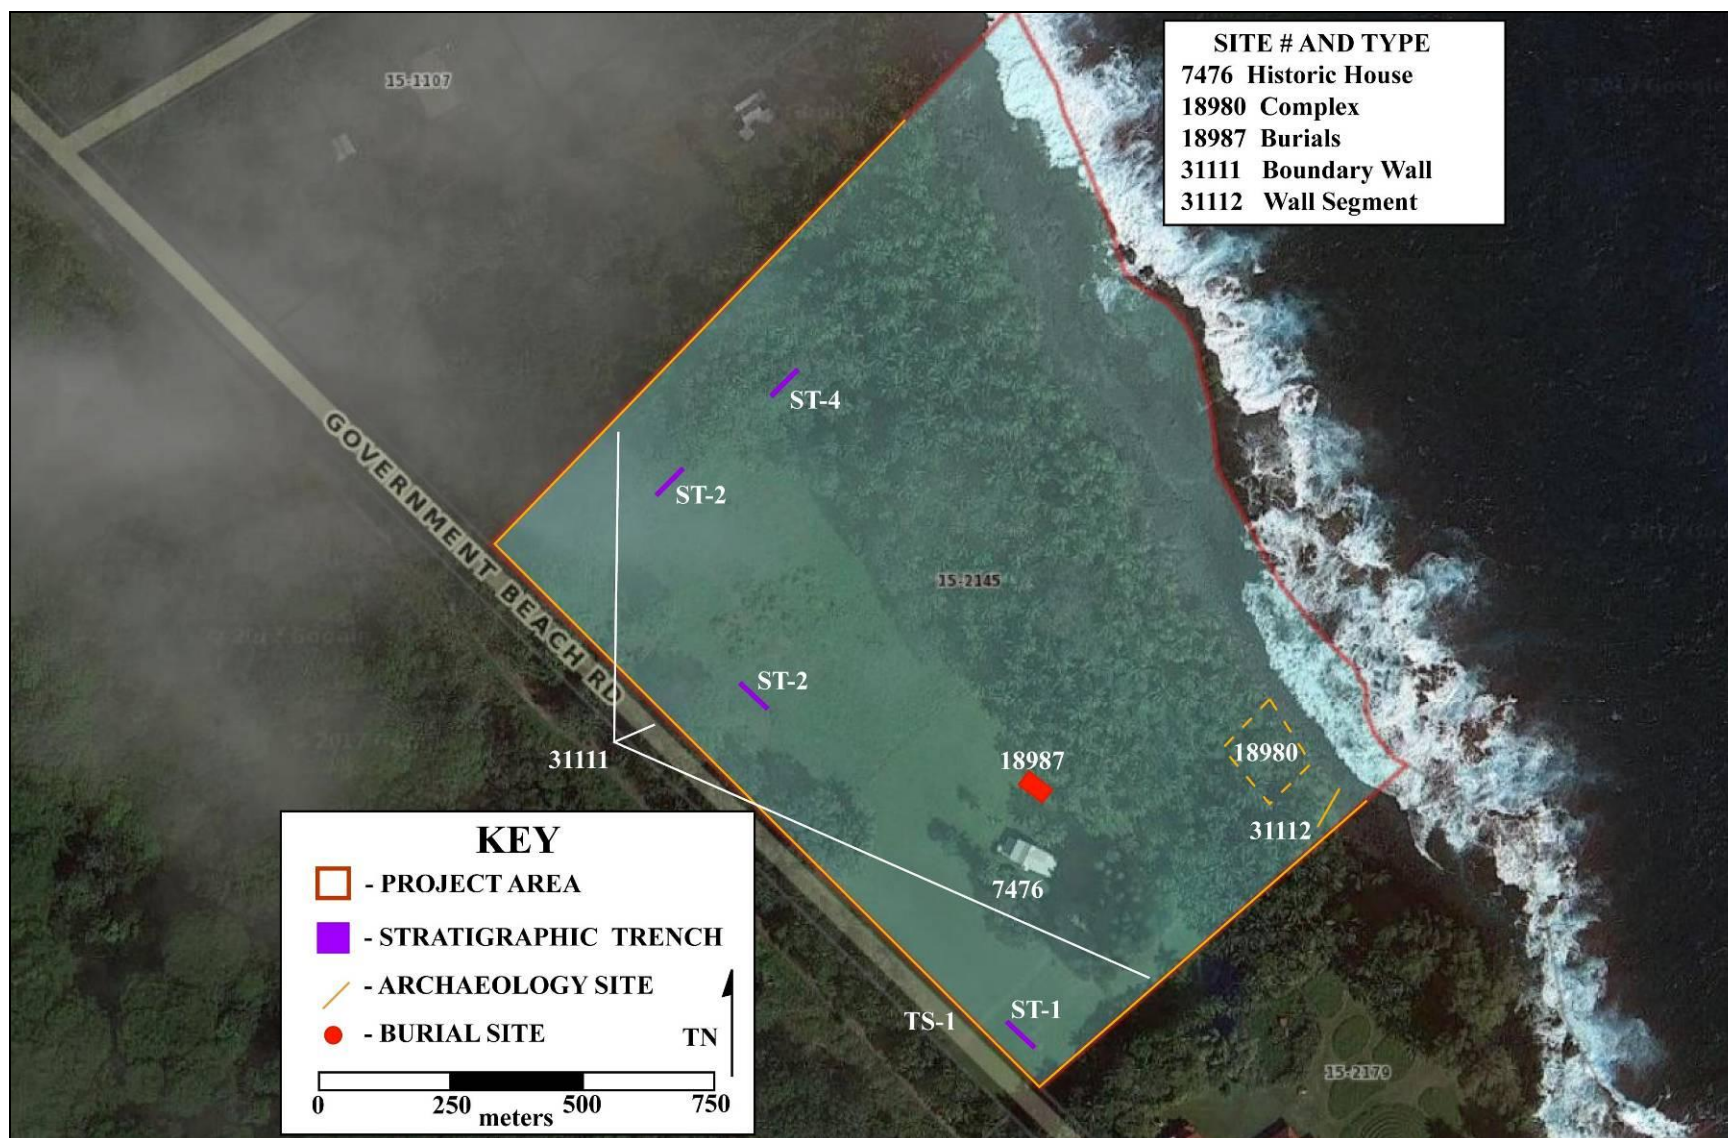 SITE # AND TYPE
7476 Historic House
18980 Complex
18987 Burials
31111 Boundary Wall
31112 Wall Segment
15-1107
ST-4
GOVERNMENT BEACH RD
ST-2
15-2145
ST-2
31111
18987
18980
31112
7476
TS-1
ST-1
15-2179
KEY
- PROJECT AREA
- STRATIGRAPHIC TRENCH
- ARCHAEOLOGY SITE
- BURIAL SITE
TN
0 250 500 750
meters